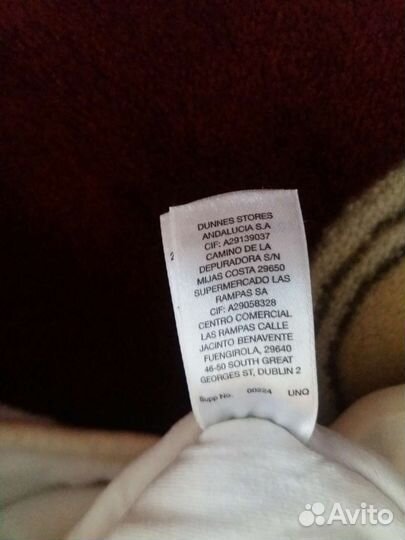 DUNNES STORES
ANDALUCIA S.A
CIF: A29139037
CAMINO DE LA
DEPURADORA S/N
MIJAS COSTA 29650
SUPERMERCADO LAS
RAMPAS SA
CIF: A29058328
CENTRO COMERCIAL
LAS RAMPAS CALLE
JACINTO BENAVENTE
FUENGIROLA, 29640
46-50 SOUTH GREAT
GEORGES ST, DUBLIN 2
Supp No. 00224 UNQ
2
Avito